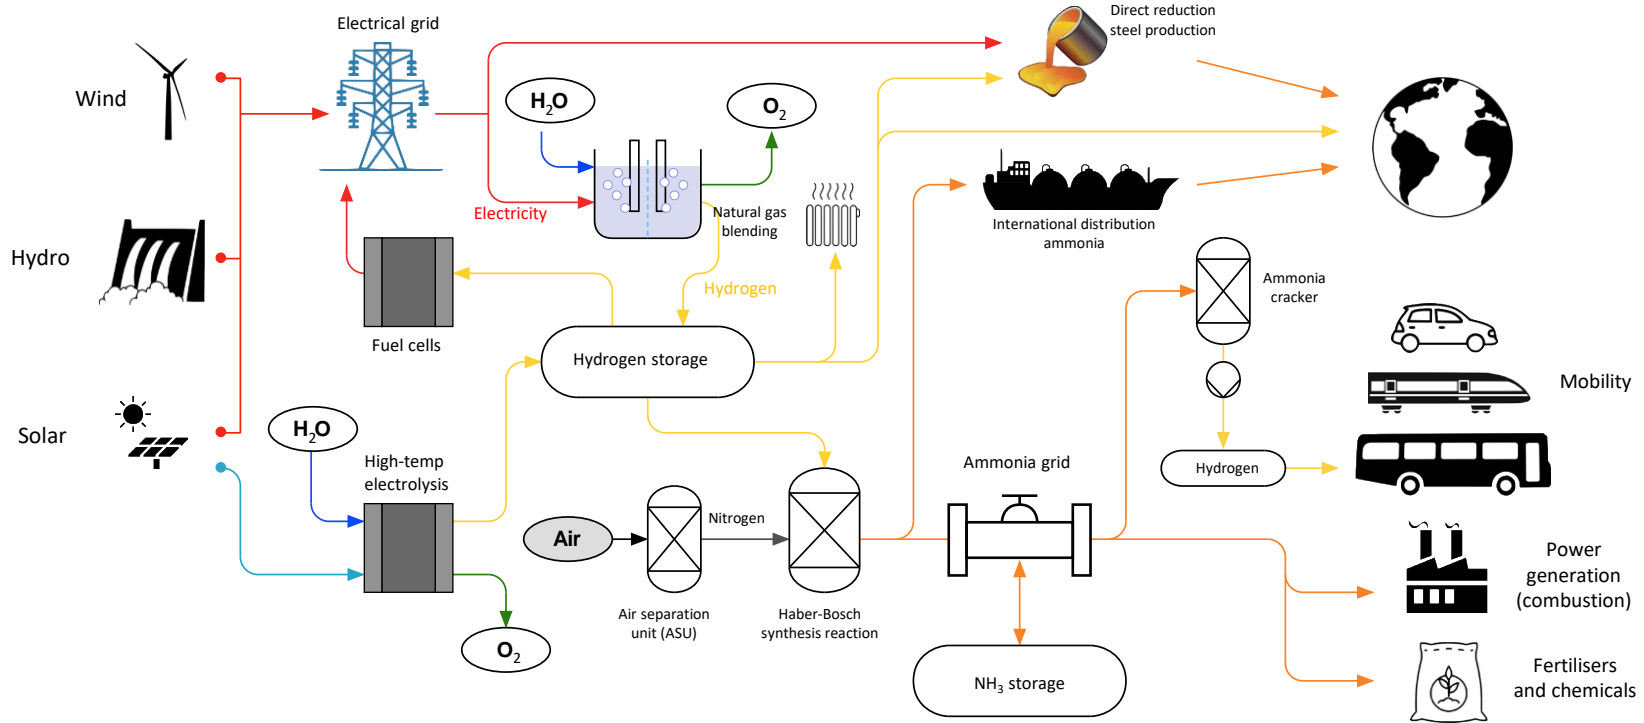 Electrical grid
Direct reduction
steel production
Wind
H₂O
O₂
Electricity
Natural gas
blending
International distribution
ammonia
Hydro
Hydrogen
Ammonia
cracker
Fuel cells
Hydrogen storage
Mobility
Solar
H₂O
High-temp
electrolysis
Ammonia grid
Hydrogen
Nitrogen
Air
Power
generation
(combustion)
Air separation
unit (ASU)
Haber-Bosch
synthesis reaction
O₂
NH₃ storage
Fertilisers
and chemicals